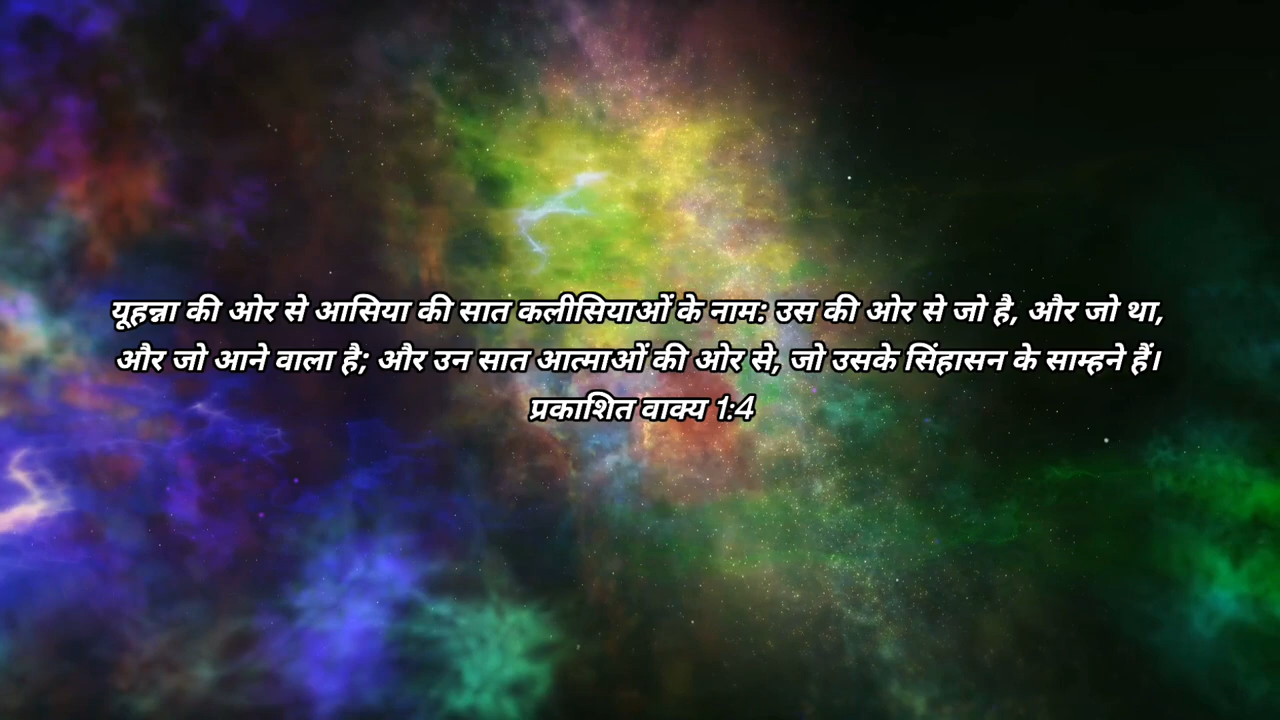 यूहन्ना की ओर से आसिया की सात कलीसियाओं के नाम: उस की ओर से जो है, और जो था,
और जो आने वाला है; और उन सात आत्माओं की ओर से, जो उसके सिंहासन के साम्हने हैं।
प्रकाशित वाक्य 1:4